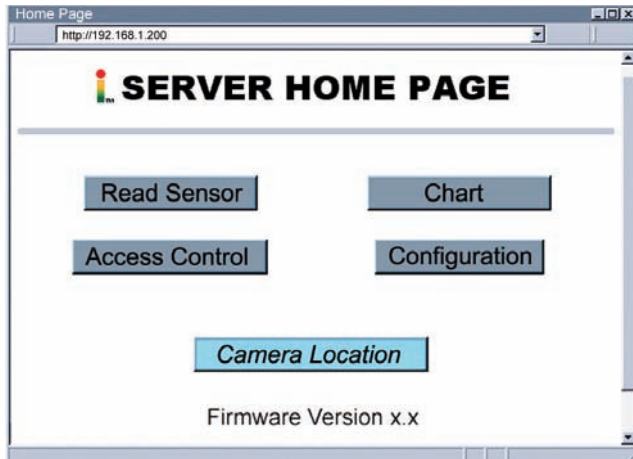 Home Page
http://192.168.1.200
i TM SERVER HOME PAGE
Read Sensor
Chart
Access Control
Configuration
Camera Location
Firmware Version x.x